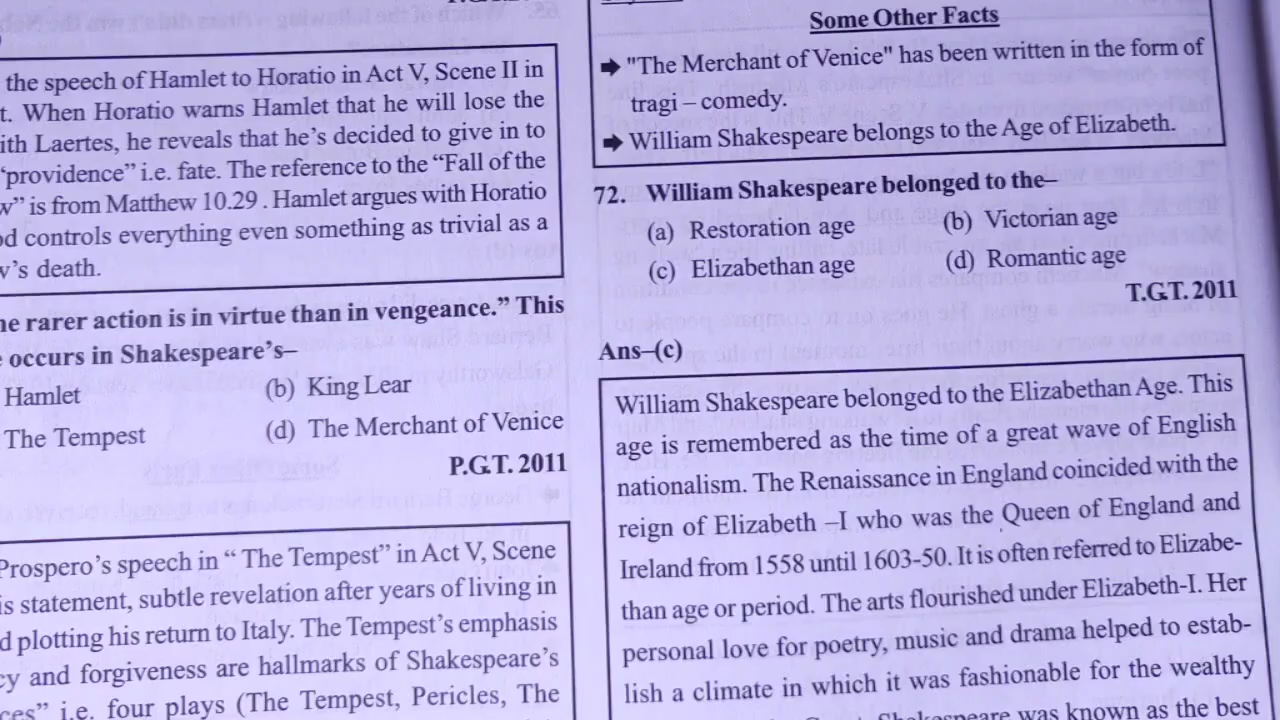 the speech of Hamlet to Horatio in Act V, Scene II in
t. When Horatio warns Hamlet that he will lose the
ith Laertes, he reveals that he's decided to give in to
'providence" i.e. fate. The reference to the "Fall of the
w" is from Matthew 10.29 . Hamlet argues with Horatio
od controls everything even something as trivial as a
v's death.
ne rarer action is in virtue than in vengeance." This
occurs in Shakespeare's–
Hamlet (b) King Lear
The Tempest (d) The Merchant of Venice
P.G.T. 2011
Prospero's speech in " The Tempest" in Act V, Scene
is statement, subtle revelation after years of living in
d plotting his return to Italy. The Tempest's emphasis
cy and forgiveness are hallmarks of Shakespeare's
ces" i.e. four plays (The Tempest, Pericles, The
Some Other Facts
➡ "The Merchant of Venice" has been written in the form of
tragi – comedy.
➡ William Shakespeare belongs to the Age of Elizabeth.
72. William Shakespeare belonged to the–
(a) Restoration age (b) Victorian age
(c) Elizabethan age (d) Romantic age
T.G.T. 2011
Ans–(c)
William Shakespeare belonged to the Elizabethan Age. This
age is remembered as the time of a great wave of English
nationalism. The Renaissance in England coincided with the
reign of Elizabeth –I who was the Queen of England and
Ireland from 1558 until 1603-50. It is often referred to Elizabe-
than age or period. The arts flourished under Elizabeth-I. Her
personal love for poetry, music and drama helped to estab-
lish a climate in which it was fashionable for the wealthy
Shakespeare was known as the best